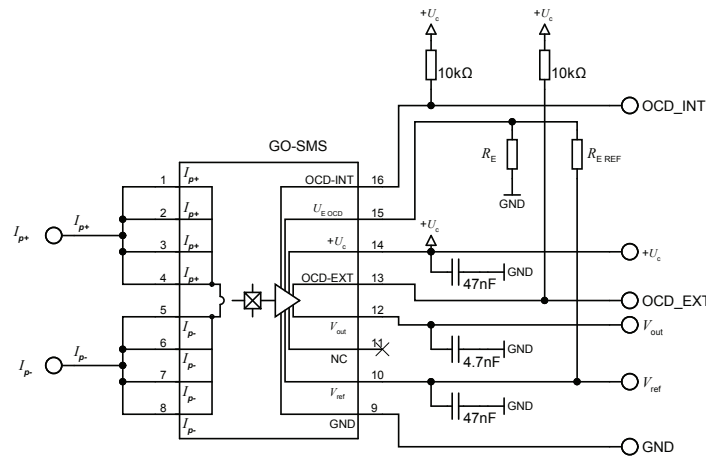 +Uc +Uc
10kΩ 10kΩ
OCD_INT
GO-SMS
RE RE REF
1 Ip+ OCD-INT 16
GND
2 Ip+ UE OCD 15
Ip+ Ip+
+Uc
3 Ip+ +Uc 14 +Uc
GND
4 Ip+ OCD-EXT 13 47nF
OCD_EXT
5 12
Ip- Vout Vout
GND
6 11 4.7nF
Ip- NC
Ip- Ip-
7 10
Ip- Vref Vref
GND
8 9 47nF
Ip- GND
GND